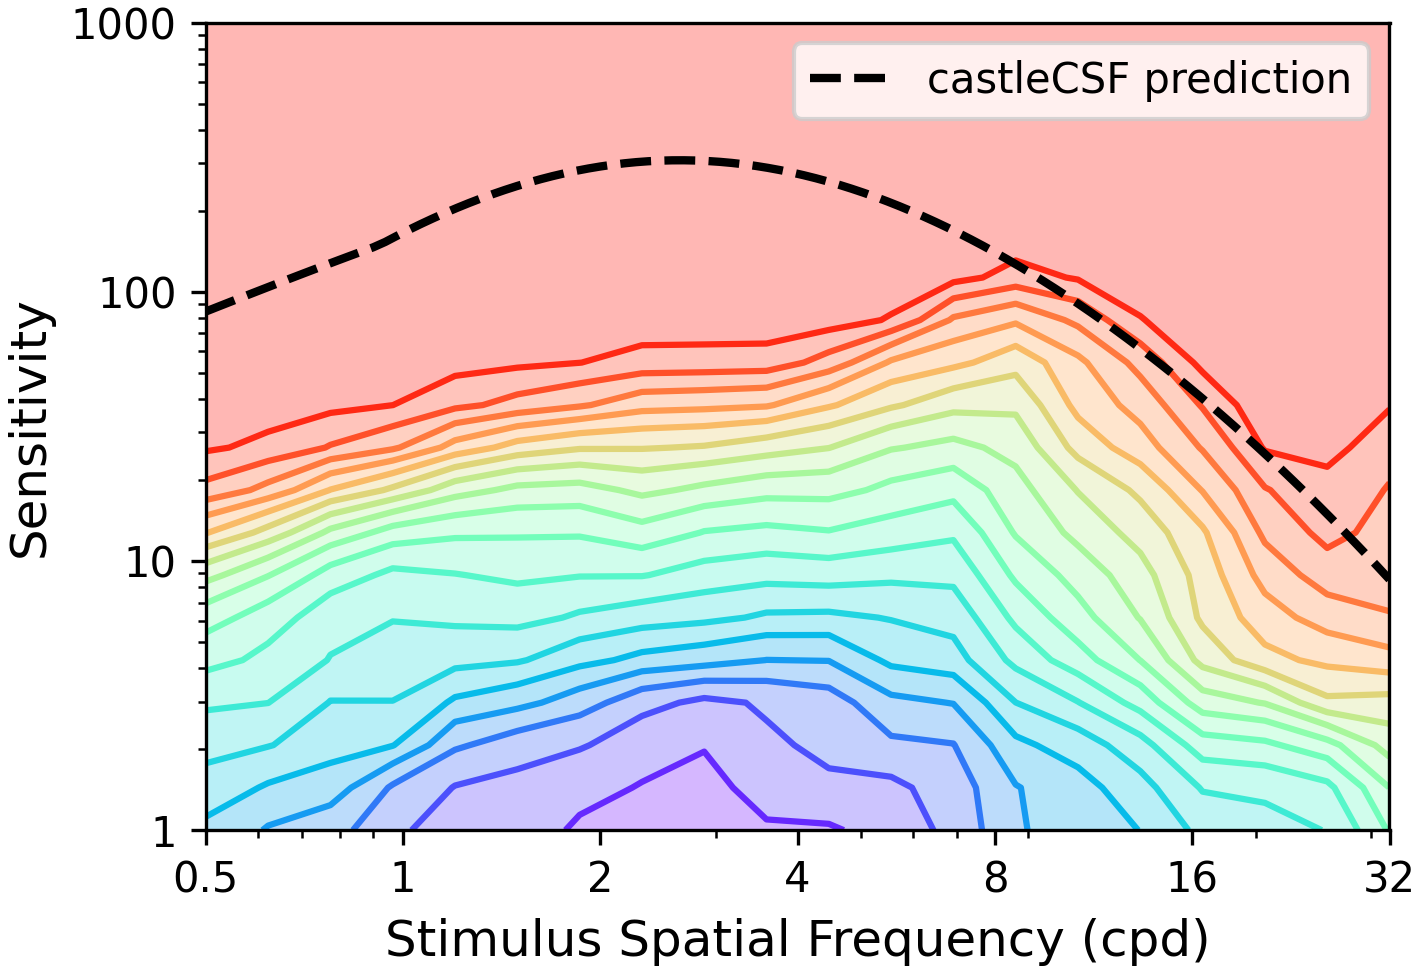 1000
castleCSF prediction
100
Sensitivity
10
1
0.5 1 2 4 8 16 32
Stimulus Spatial Frequency (cpd)